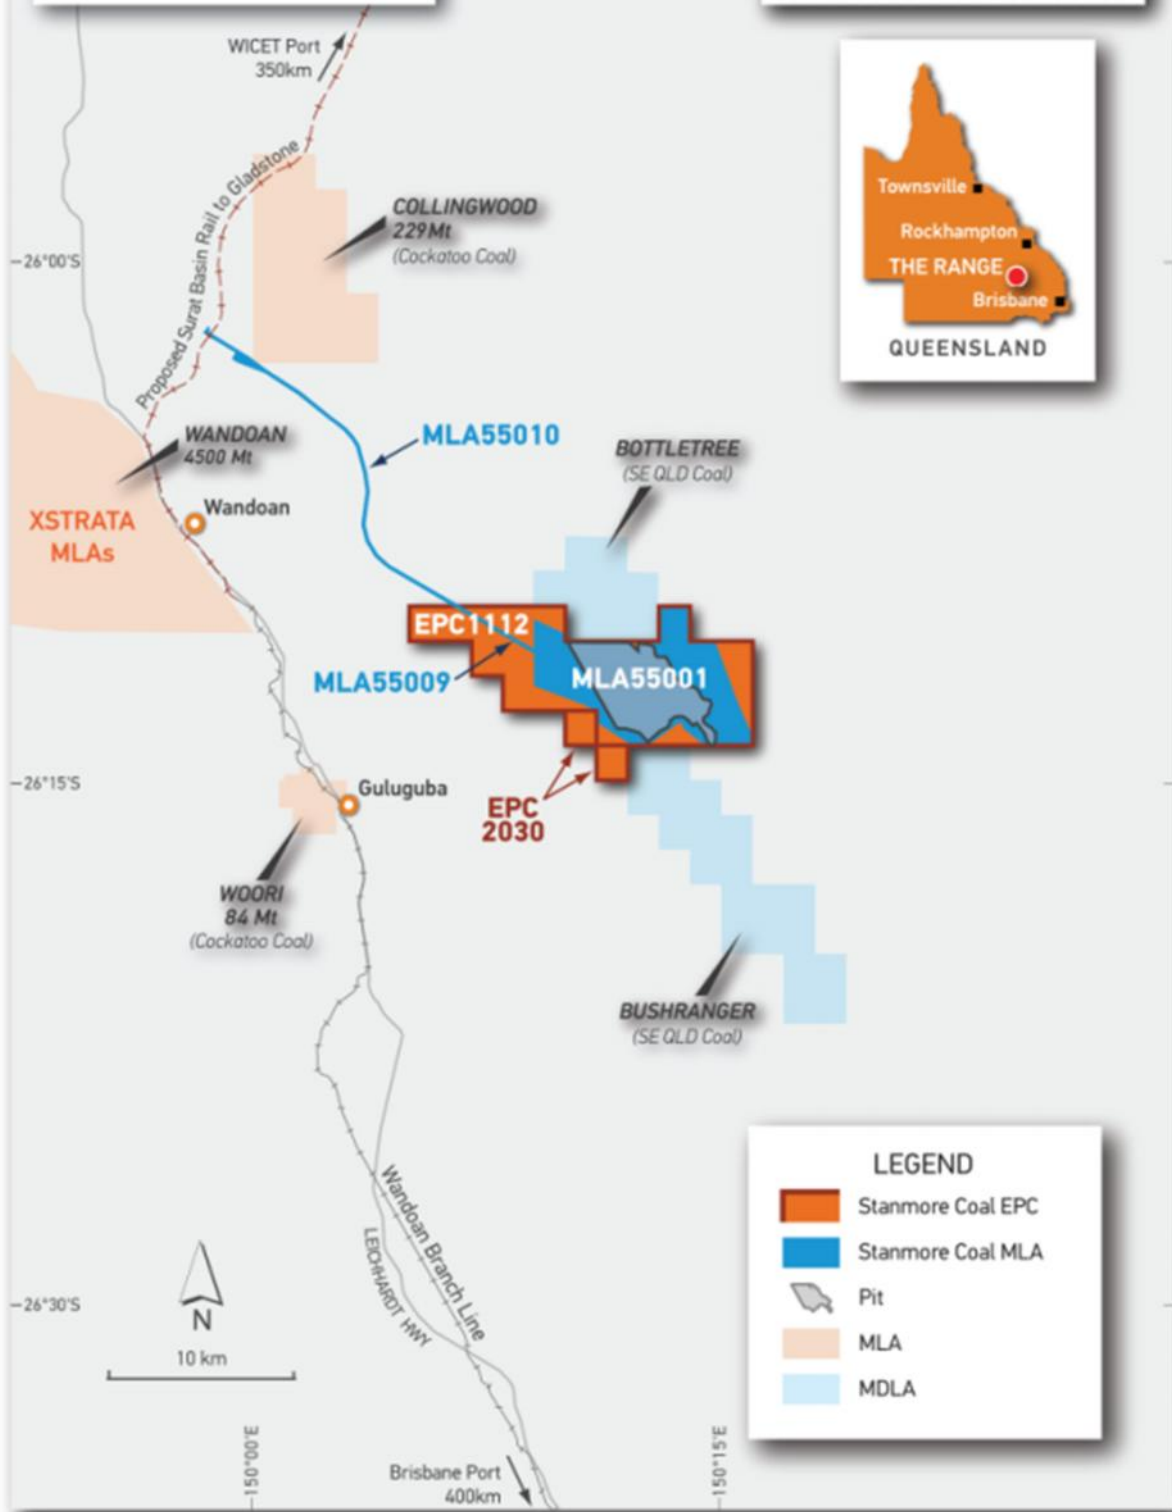 WICET Port
350km
Proposed Surat Basin Rail to Gladstone
COLLINGWOOD
229Mt
(Cockatoo Coal)
Townsville
Rockhampton
THE RANGE
Brisbane
QUEENSLAND
26°00'S
MLA55010
WANDOAN
4500 Mt
BOTTLETREE
(SE QLD Coal)
Wandoan
XSTRATA
MLAs
EPC1112
MLA55009
MLA55001
26°15'S
Guluguba
EPC
2030
WOORI
84 Mt
(Cockatoo Coal)
BUSHRANGER
(SE QLD Coal)
Wandoan Branch Line
LEICHHARDT HWY
26°30'S
N
10 km
LEGEND
Stanmore Coal EPC
Stanmore Coal MLA
Pit
MLA
MDLA
150°00'E
150°15'E
Brisbane Port
400km